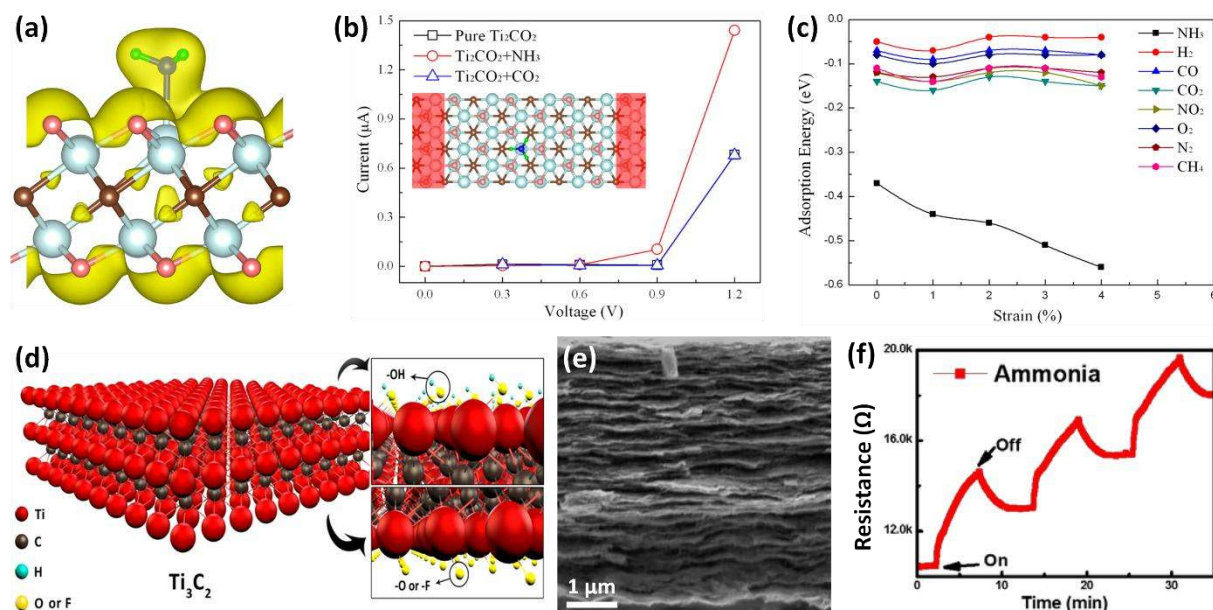 (a)
(b)
Pure Ti₂CO₂
Ti₂CO₂+NH₃
Ti₂CO₂+CO₂
Current (µA)
1.5
1.2
0.9
0.6
0.3
0.0
0.0 0.3 0.6 0.9 1.2
Voltage (V)
(c)
NH₃
H₂
CO
CO₂
NO₂
O₂
N₂
CH₄
Adsorption Energy (eV)
0.0
-0.1
-0.2
-0.3
-0.4
-0.5
-0.6
0 1 2 3 4 5 6
Strain (%)
(d)
Ti
C
H
O or F
Ti₃C₂
-OH
-O or -F
(e)
1 µm
(f)
Ammonia
Resistance (Ω)
20.0k
16.0k
12.0k
Off
On
0 10 20 30
Time (min)